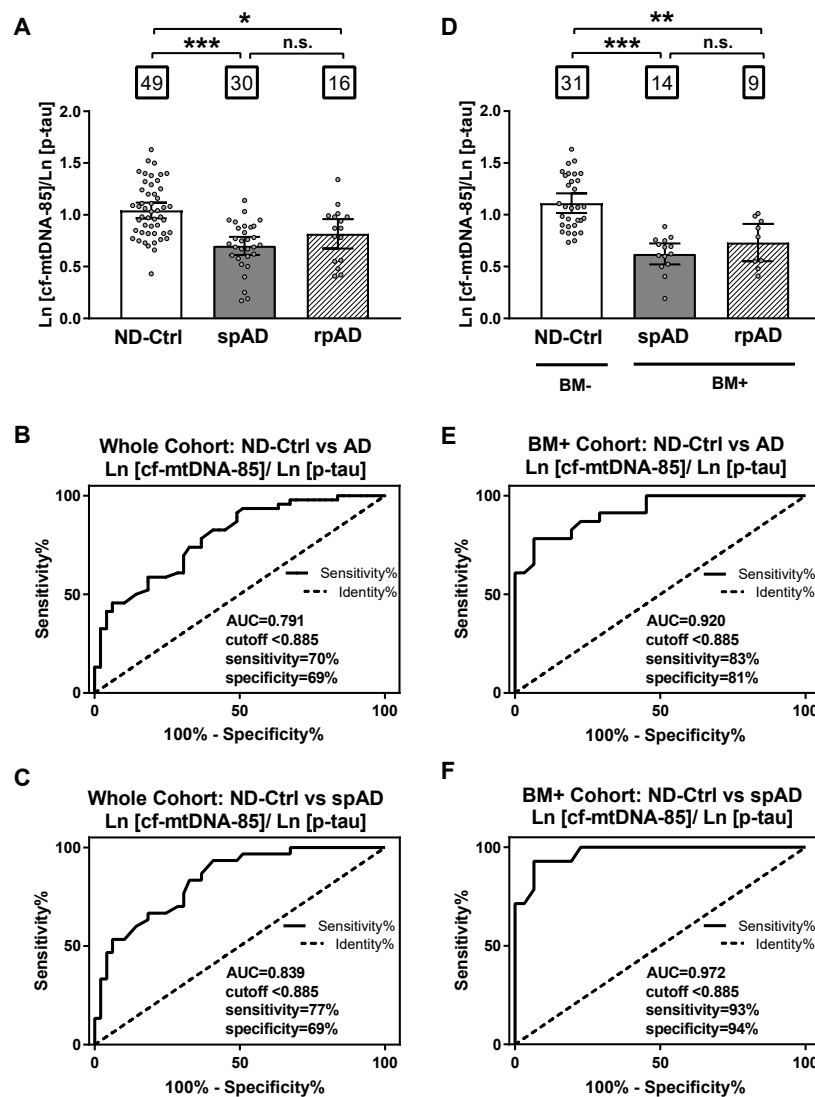 A
*
***
n.s.
49
30
16
Ln [cf-mtDNA-85]/Ln [p-tau]
2.0
1.5
1.0
0.5
0.0
ND-Ctrl
spAD
rpAD
D
**
***
n.s.
31
14
9
Ln [cf-mtDNA-85]/Ln [p-tau]
2.0
1.5
1.0
0.5
0.0
ND-Ctrl
spAD
rpAD
BM-
BM+
B
Whole Cohort: ND-Ctrl vs AD
Ln [cf-mtDNA-85]/ Ln [p-tau]
Sensitivity%
100
50
0
Sensitivity%
Identity%
AUC=0.791
cutoff <0.885
sensitivity=70%
specificity=69%
0
50
100
100% - Specificity%
E
BM+ Cohort: ND-Ctrl vs AD
Ln [cf-mtDNA-85]/ Ln [p-tau]
Sensitivity%
100
50
0
Sensitivity%
Identity%
AUC=0.920
cutoff <0.885
sensitivity=83%
specificity=81%
0
50
100
100% - Specificity%
C
Whole Cohort: ND-Ctrl vs spAD
Ln [cf-mtDNA-85]/ Ln [p-tau]
Sensitivity%
100
50
0
Sensitivity%
Identity%
AUC=0.839
cutoff <0.885
sensitivity=77%
specificity=69%
0
50
100
100% - Specificity%
F
BM+ Cohort: ND-Ctrl vs spAD
Ln [cf-mtDNA-85]/ Ln [p-tau]
Sensitivity%
100
50
0
Sensitivity%
Identity%
AUC=0.972
cutoff <0.885
sensitivity=93%
specificity=94%
0
50
100
100% - Specificity%